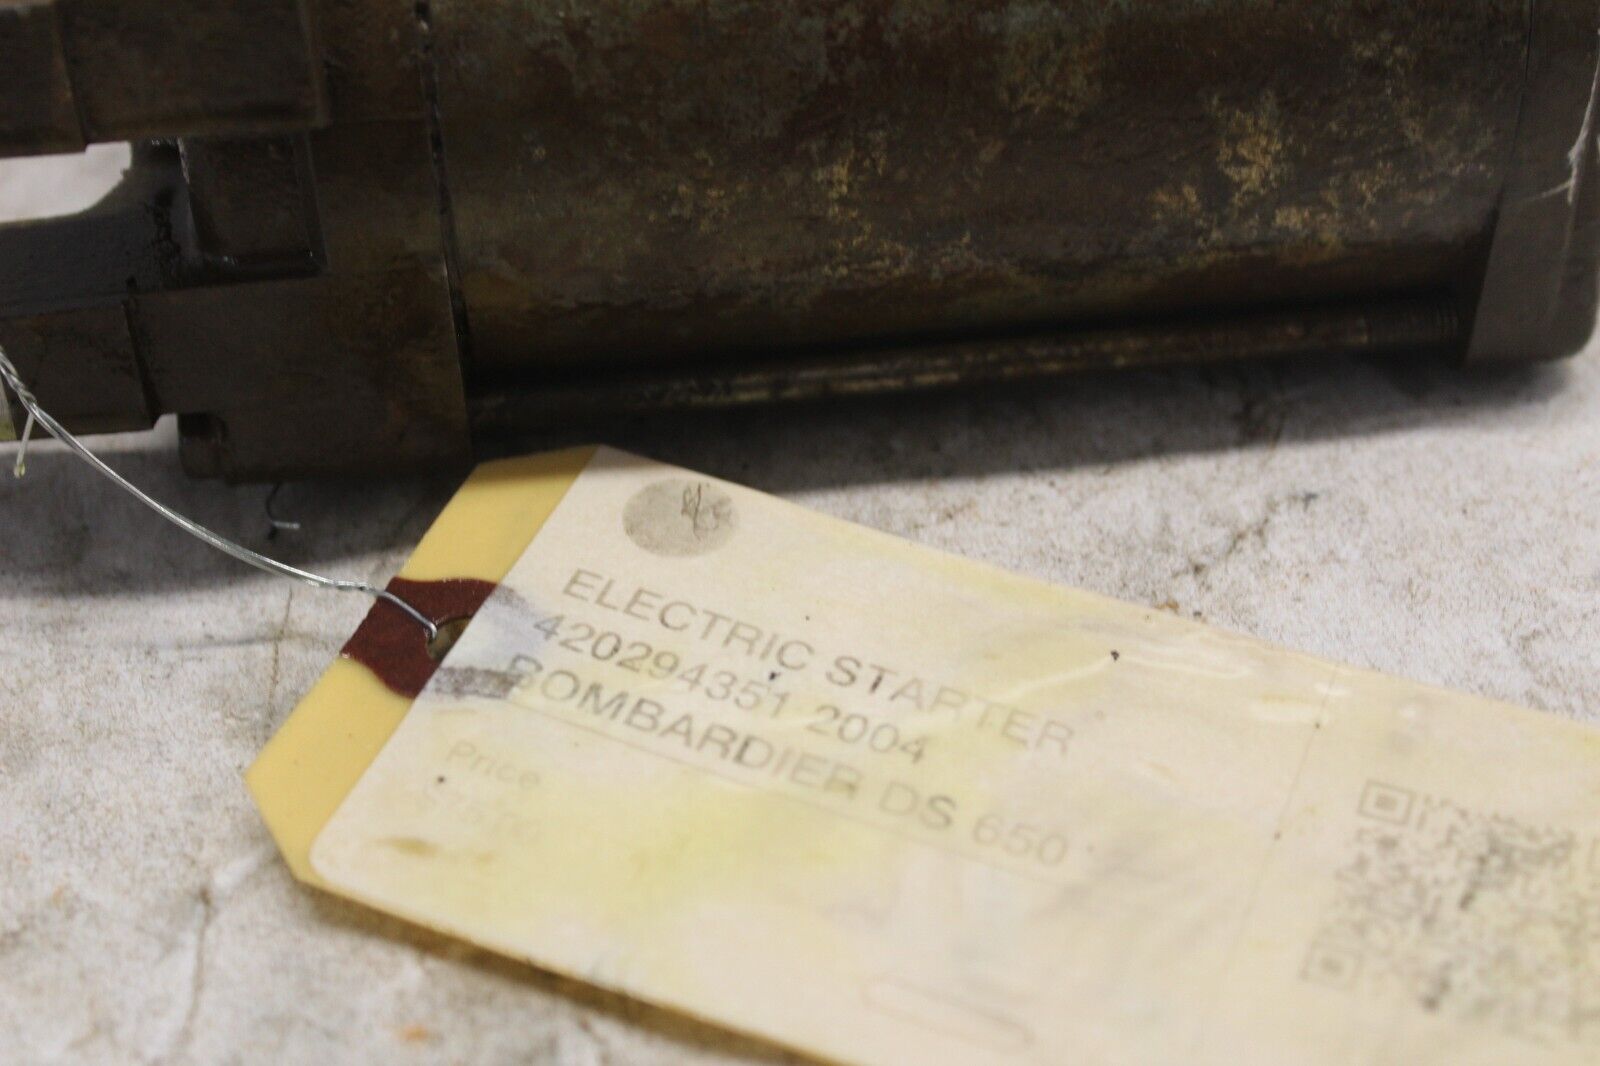 ELECTRIC STARTER
420294351 2004
BOMBARDIER DS 650
Price